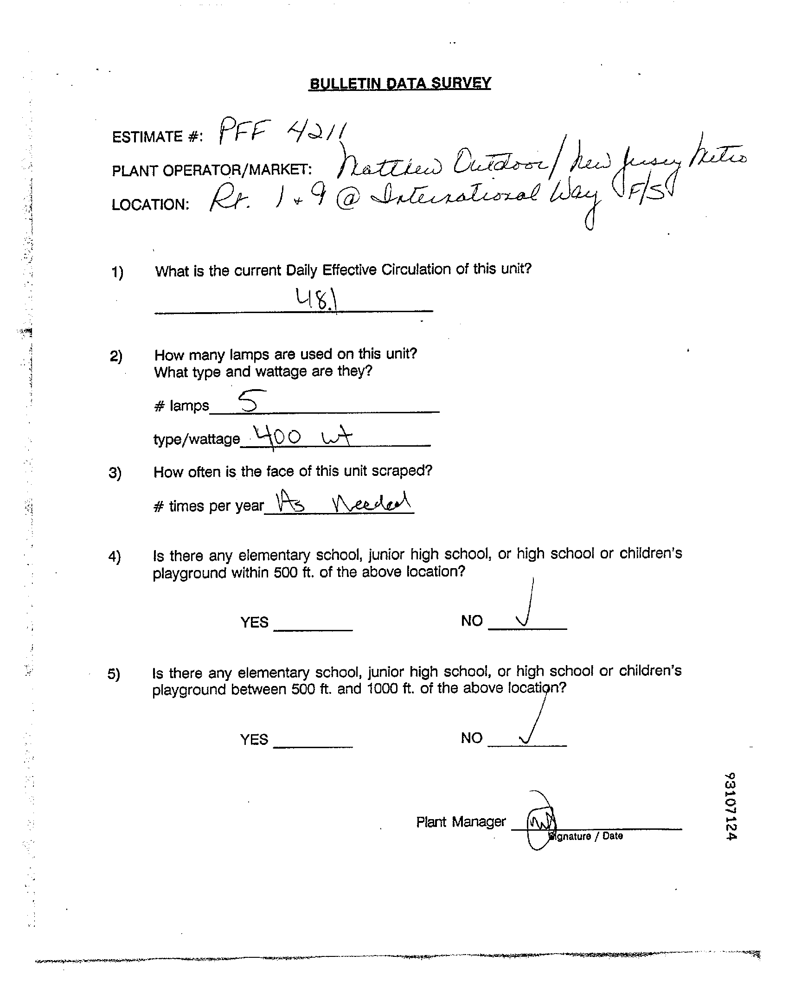 BULLETIN DATA SURVEY
ESTIMATE #: PFF 4211
PLANT OPERATOR/MARKET: Matthew Outdoor/New Jersey Metro
LOCATION: Rt. 1 + 9 @ International Way F/S
1) What is the current Daily Effective Circulation of this unit?
48.1
2) How many lamps are used on this unit?
What type and wattage are they?
# lamps 5
type/wattage 400 wt
3) How often is the face of this unit scraped?
# times per year As Needed
4) Is there any elementary school, junior high school, or high school or children's
playground within 500 ft. of the above location?
YES NO ✓
5) Is there any elementary school, junior high school, or high school or children's
playground between 500 ft. and 1000 ft. of the above location?
YES NO ✓
Plant Manager
Signature / Date
93107124